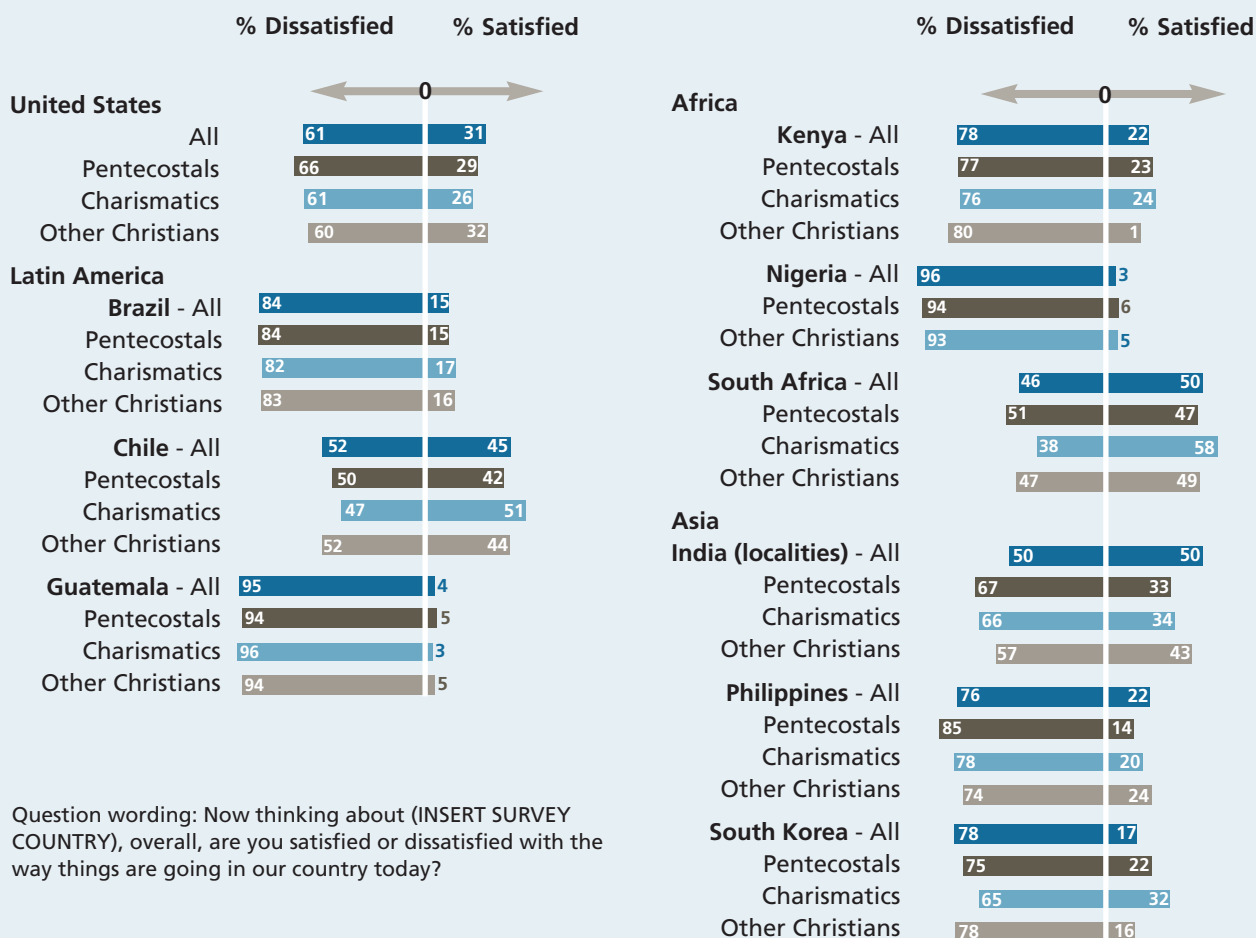 % Dissatisfied % Satisfied
0
United States
All 61 31
Pentecostals 66 29
Charismatics 61 26
Other Christians 60 32
Latin America
Brazil - All 84 15
Pentecostals 84 15
Charismatics 82 17
Other Christians 83 16
Chile - All 52 45
Pentecostals 50 42
Charismatics 47 51
Other Christians 52 44
Guatemala - All 95 4
Pentecostals 94 5
Charismatics 96 3
Other Christians 94 5
Question wording: Now thinking about (INSERT SURVEY
COUNTRY), overall, are you satisfied or dissatisfied with the
way things are going in our country today?
% Dissatisfied % Satisfied
0
Africa
Kenya - All 78 22
Pentecostals 77 23
Charismatics 76 24
Other Christians 80 1
Nigeria - All 96 3
Pentecostals 94 6
Other Christians 93 5
South Africa - All 46 50
Pentecostals 51 47
Charismatics 38 58
Other Christians 47 49
Asia
India (localities) - All 50 50
Pentecostals 67 33
Charismatics 66 34
Other Christians 57 43
Philippines - All 76 22
Pentecostals 85 14
Charismatics 78 20
Other Christians 74 24
South Korea - All 78 17
Pentecostals 75 22
Charismatics 65 32
Other Christians 78 16